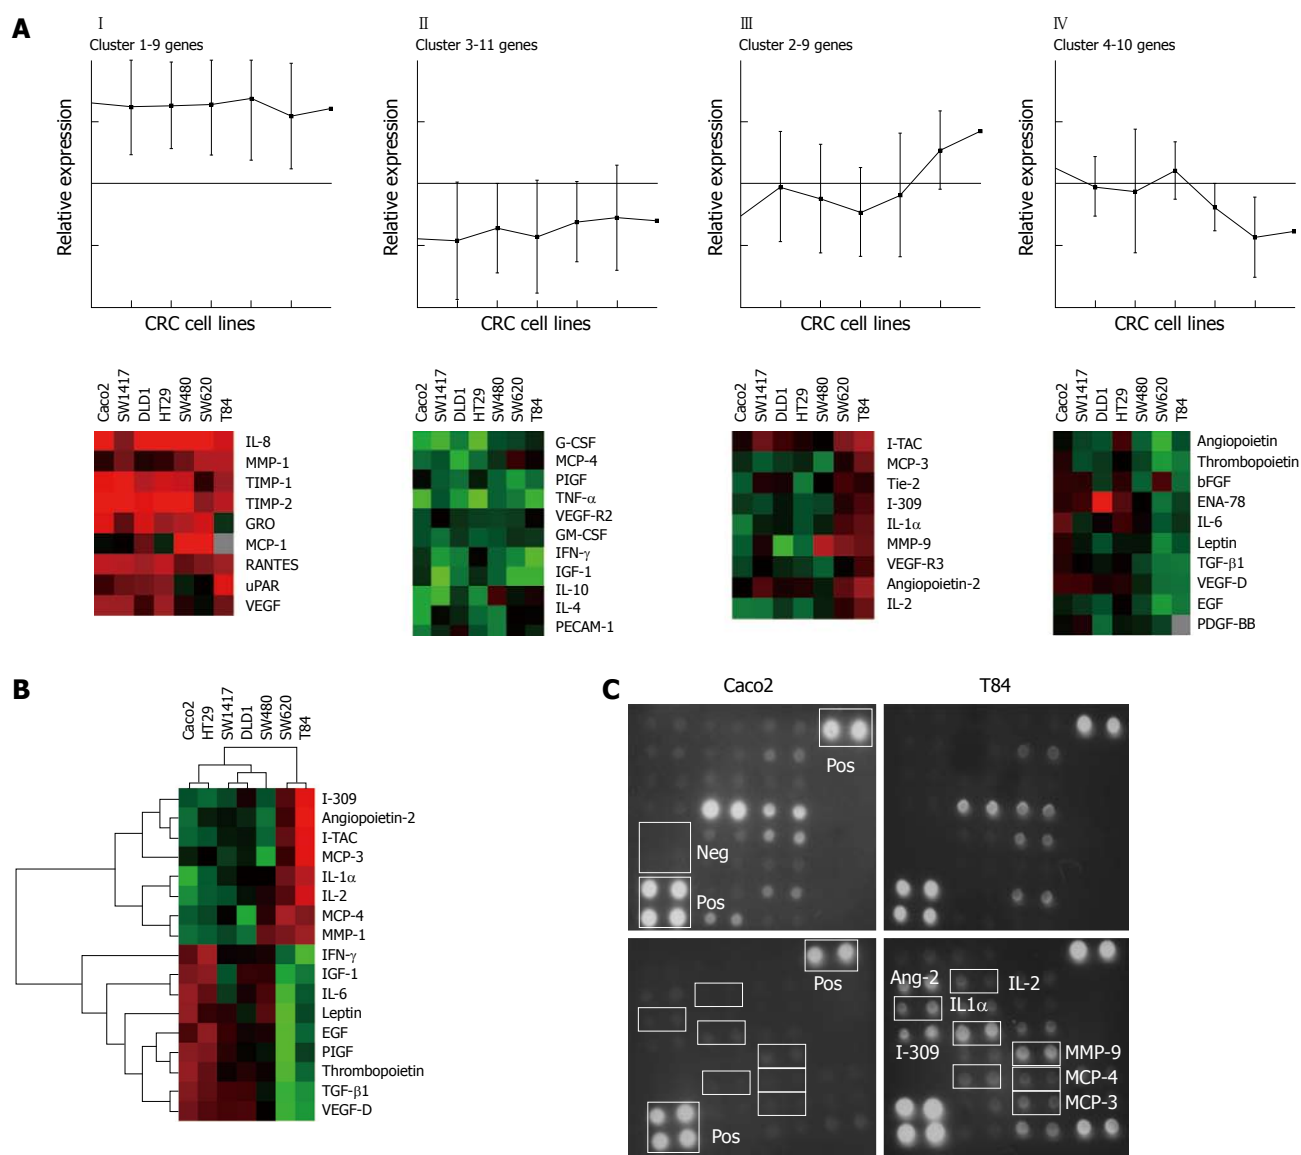 A
I
Cluster 1-9 genes
Relative expression
CRC cell lines
II
Cluster 3-11 genes
Relative expression
CRC cell lines
III
Cluster 2-9 genes
Relative expression
CRC cell lines
IV
Cluster 4-10 genes
Relative expression
CRC cell lines
Caco2
SW1417
DLD1
HT29
SW480
SW620
T84
IL-8
MMP-1
TIMP-1
TIMP-2
GRO
MCP-1
RANTES
uPAR
VEGF
Caco2
SW1417
DLD1
HT29
SW480
SW620
T84
G-CSF
MCP-4
PIGF
TNF-α
VEGF-R2
GM-CSF
IFN-γ
IGF-1
IL-10
IL-4
PECAM-1
Caco2
SW1417
DLD1
HT29
SW480
SW620
T84
I-TAC
MCP-3
Tie-2
I-309
IL-1α
MMP-9
VEGF-R3
Angiopoietin-2
IL-2
Caco2
SW1417
DLD1
HT29
SW480
SW620
T84
Angiopoietin
Thrombopoietin
bFGF
ENA-78
IL-6
Leptin
TGF-β1
VEGF-D
EGF
PDGF-BB
B
Caco2
HT29
SW1417
DLD1
SW480
SW620
T84
I-309
Angiopoietin-2
I-TAC
MCP-3
IL-1α
IL-2
MCP-4
MMP-1
IFN-γ
IGF-1
IL-6
Leptin
EGF
PIGF
Thrombopoietin
TGF-β1
VEGF-D
C
Caco2
T84
Pos
Neg
Pos
Pos
Pos
Ang-2
IL-2
IL1α
I-309
MMP-9
MCP-4
MCP-3